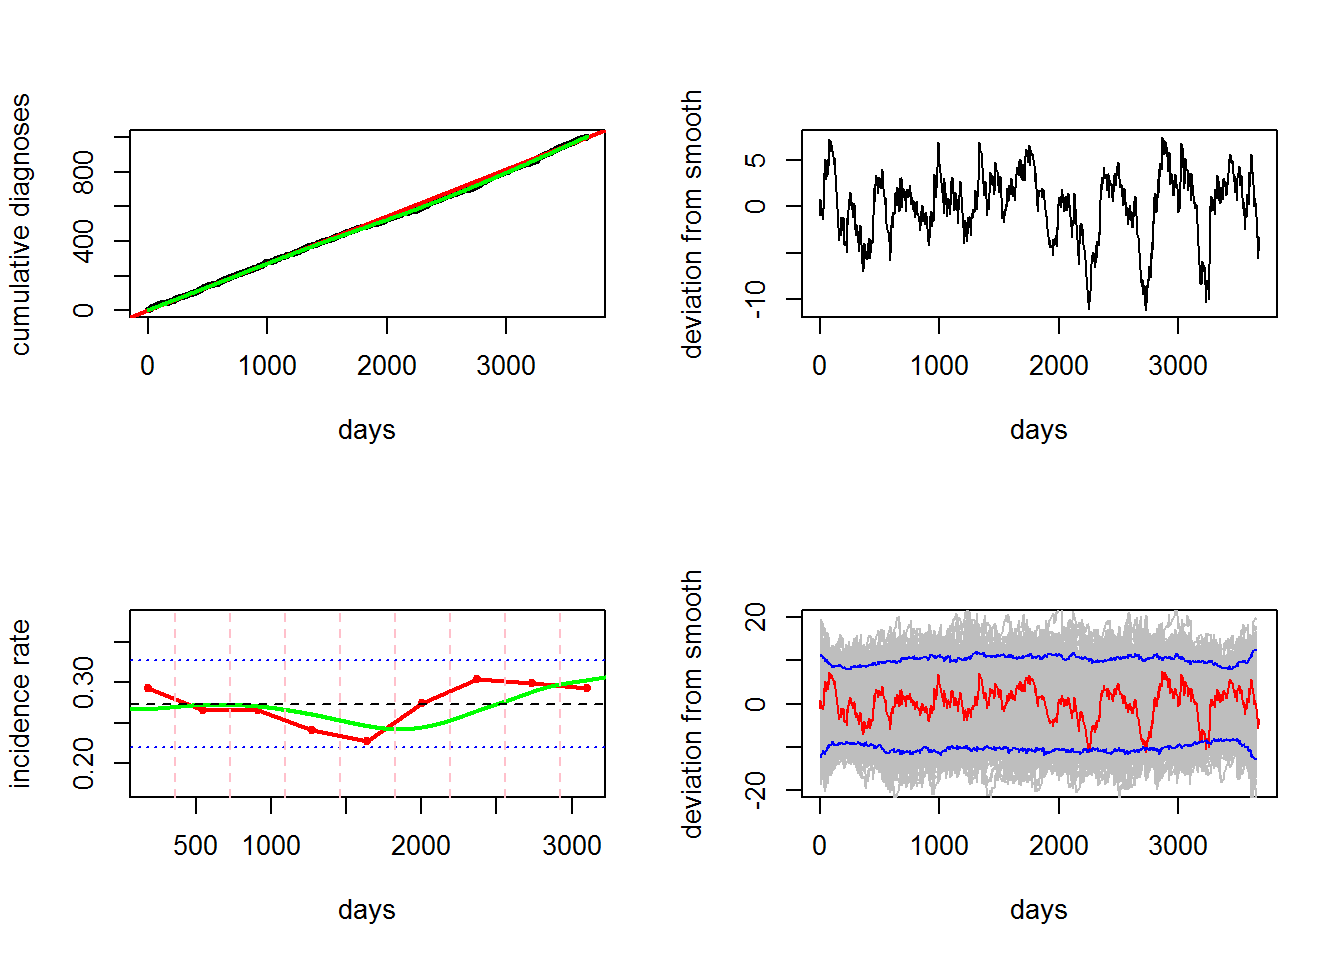 cumulative diagnoses
0 400 800
0 1000 2000 3000
days
deviation from smooth
-10 0 5
0 1000 2000 3000
days
incidence rate
0.20 0.30
500 1000 2000 3000
days
deviation from smooth
-20 0 20
0 1000 2000 3000
days